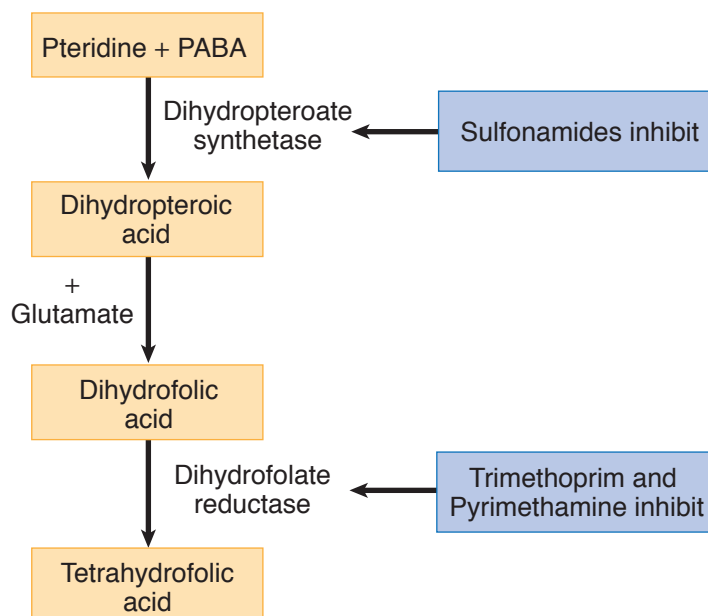 Pteridine + PABA
Dihydropteroate
synthetase
Sulfonamides inhibit
Dihydropteroic
acid
+
Glutamate
Dihydrofolic
acid
Dihydrofolate
reductase
Trimethoprim and
Pyrimethamine inhibit
Tetrahydrofolic
acid